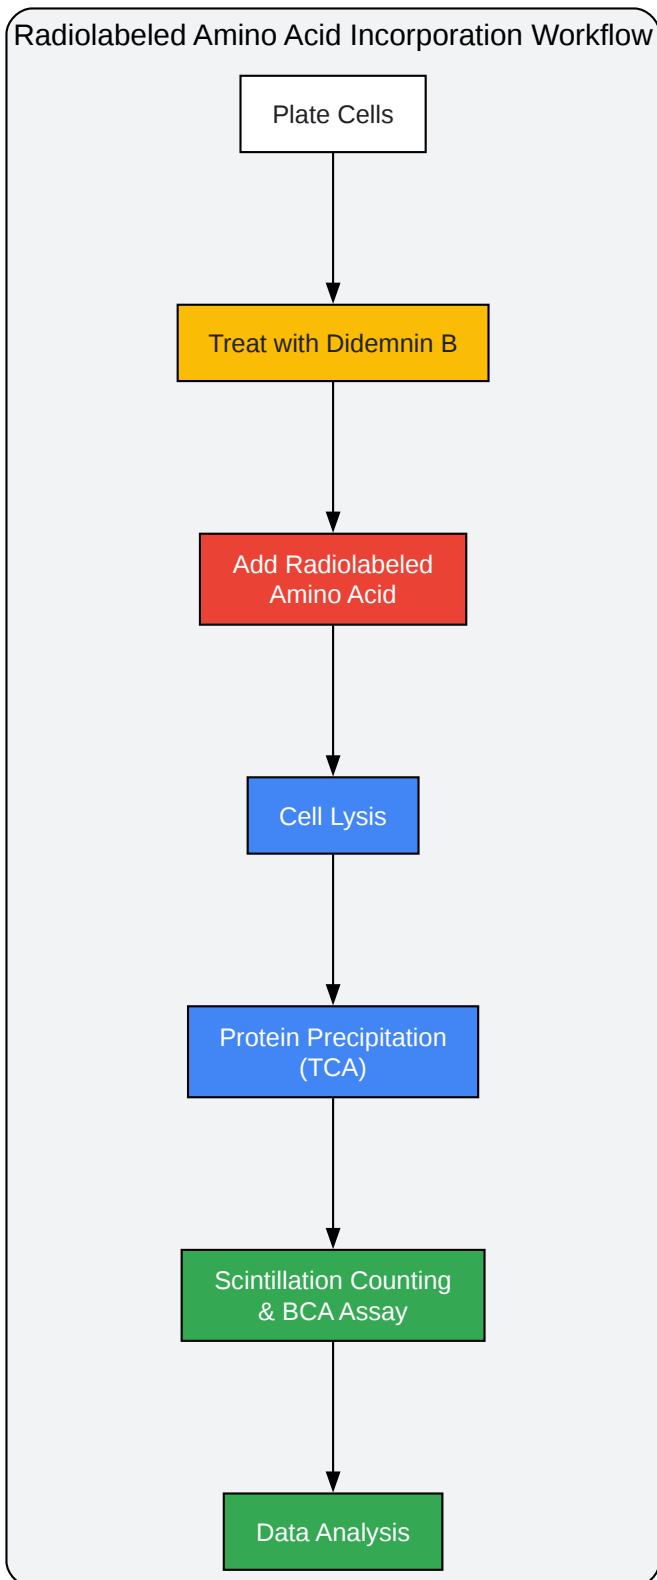 Radiolabeled Amino Acid Incorporation Workflow
Plate Cells
Treat with Didemnin B
Add Radiolabeled
Amino Acid
Cell Lysis
Protein Precipitation
(TCA)
Scintillation Counting
& BCA Assay
Data Analysis